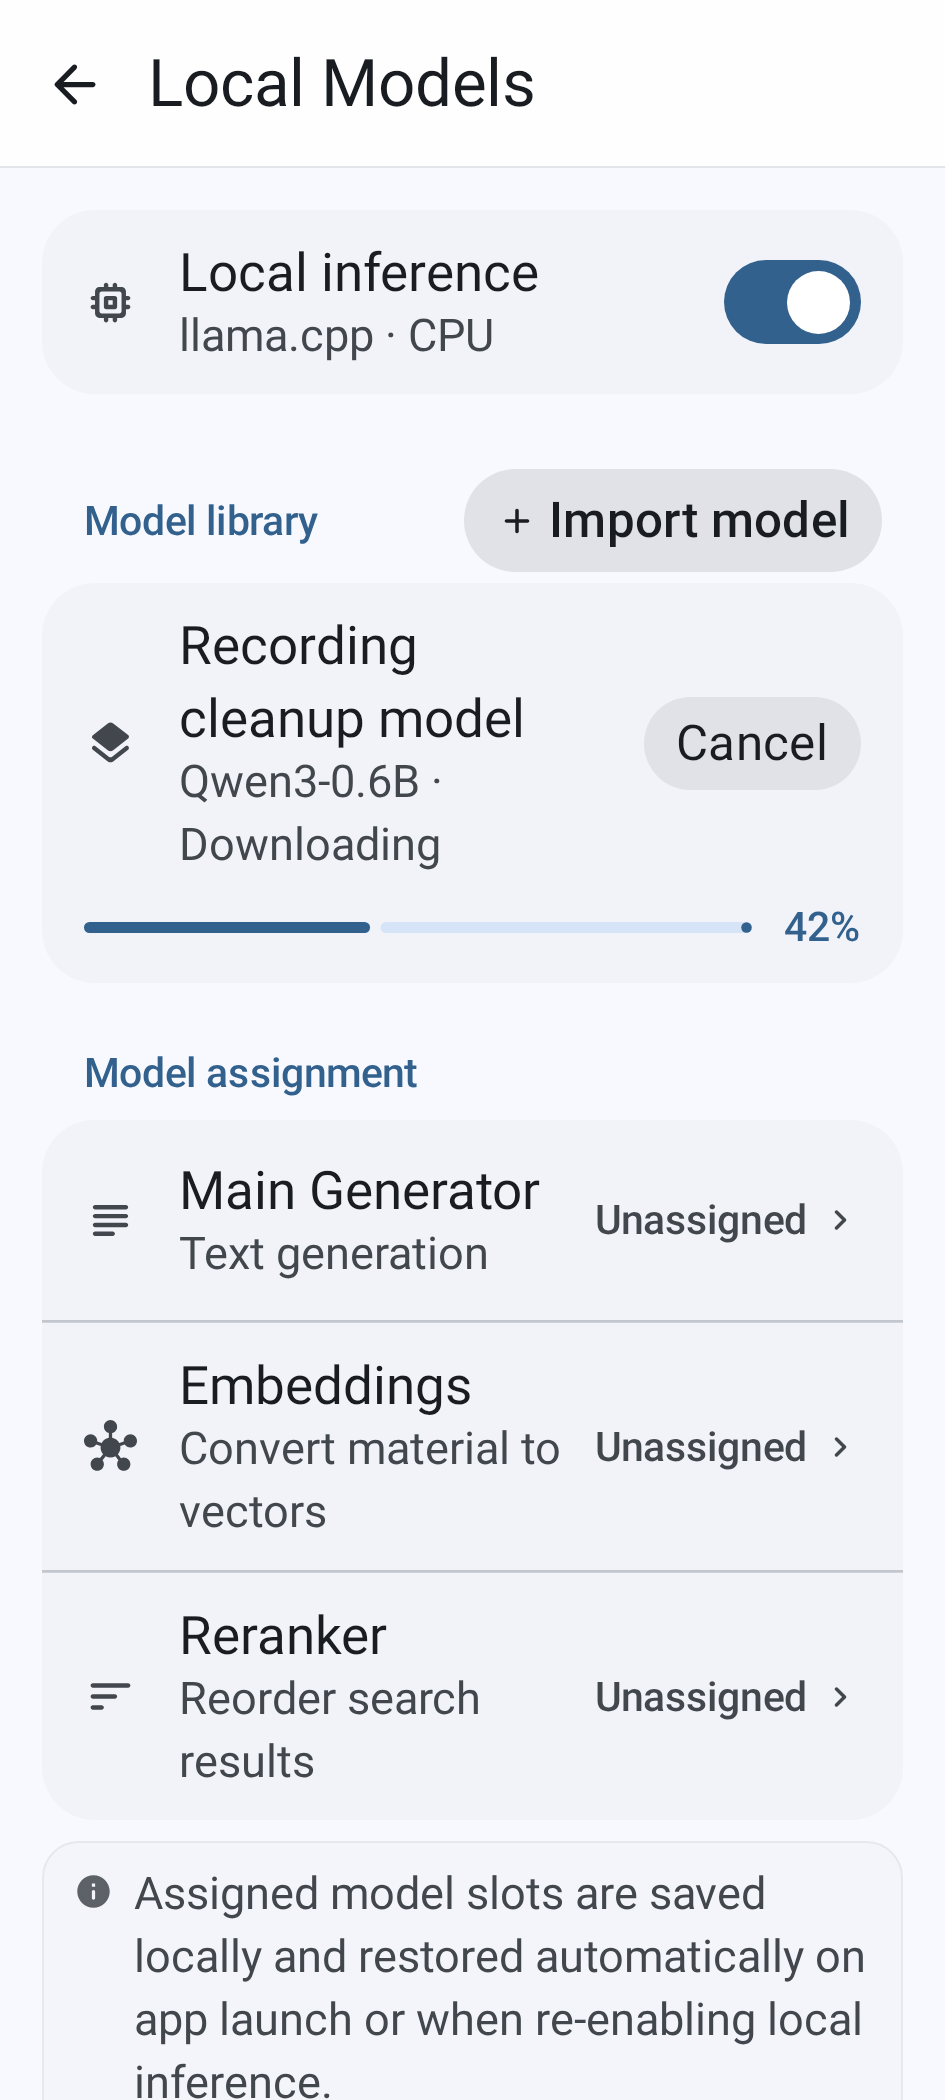 Local Models
Local inference
llama.cpp · CPU
Model library
+ Import model
Recording
cleanup model
Qwen3-0.6B ·
Downloading
Cancel
42%
Model assignment
Main Generator
Text generation
Unassigned
Embeddings
Convert material to
vectors
Unassigned
Reranker
Reorder search
results
Unassigned
Assigned model slots are saved
locally and restored automatically on
app launch or when re-enabling local
inference.